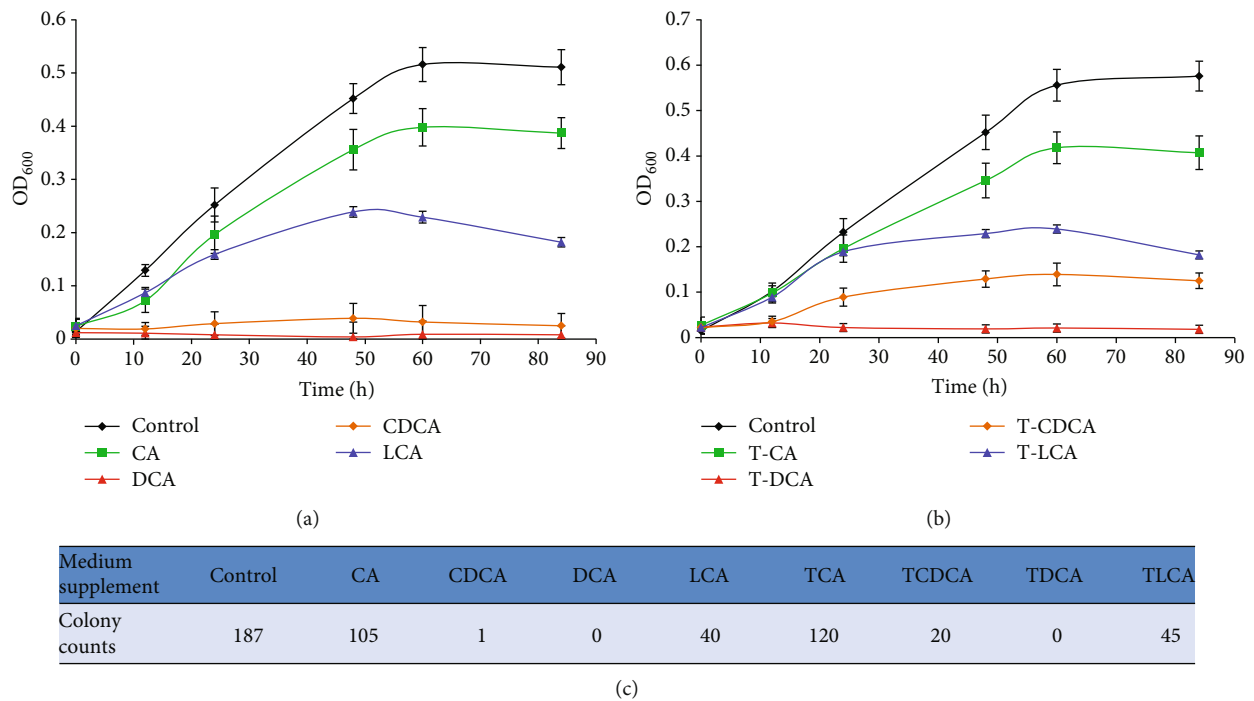 0.6
0.5
0.4
0.3
0.2
0.1
0
OD600
0 10 20 30 40 50 60 70 80 90
Time (h)
Control
CA
DCA
CDCA
LCA
(a)
0.7
0.6
0.5
0.4
0.3
0.2
0.1
0
OD600
0 10 20 30 40 50 60 70 80 90
Time (h)
Control
T-CA
T-DCA
T-CDCA
T-LCA
(b)
Medium supplement Control CA CDCA DCA LCA TCA TCDCA TDCA TLCA
Colony counts 187 105 1 0 40 120 20 0 45
(c)